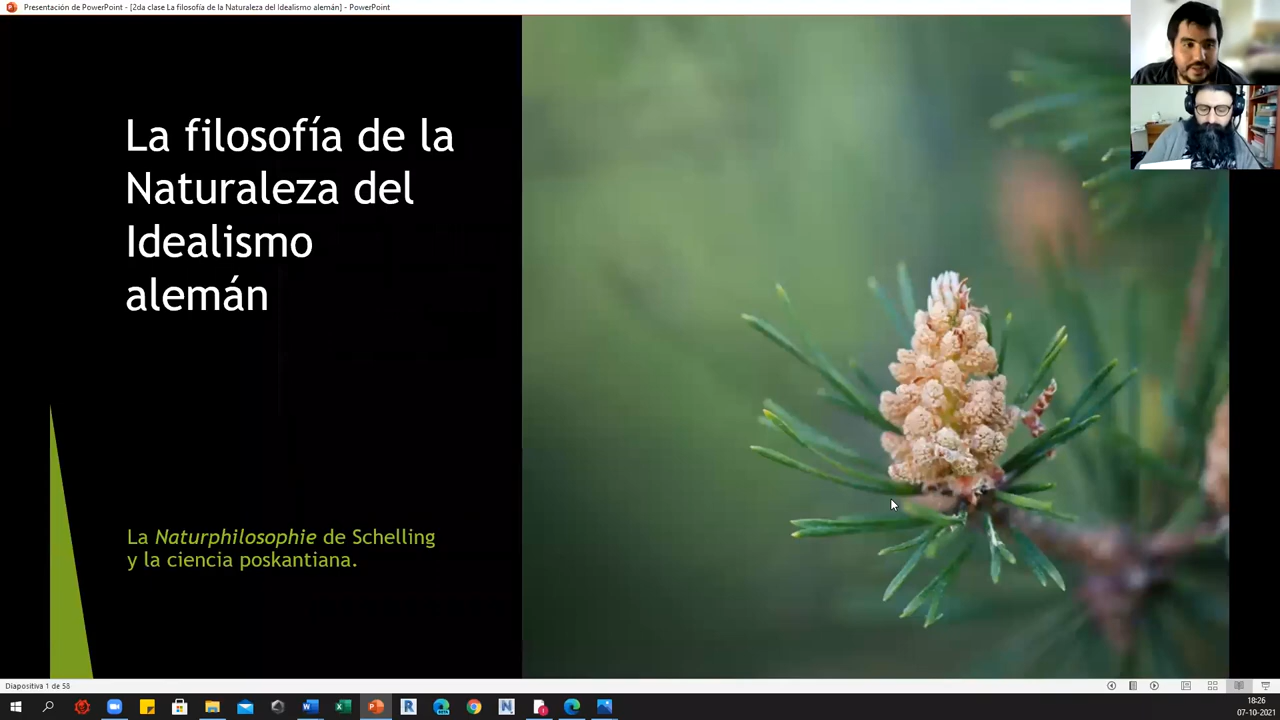 Presentación de PowerPoint - [2da clase La filosofía de la Naturaleza del Idealismo alemán] - PowerPoint
La filosofía de la
Naturaleza del
Idealismo
alemán
La Naturphilosophie de Schelling
y la ciencia poskantiana.
Diapositiva 1 de 58
18:26
07-10-2021